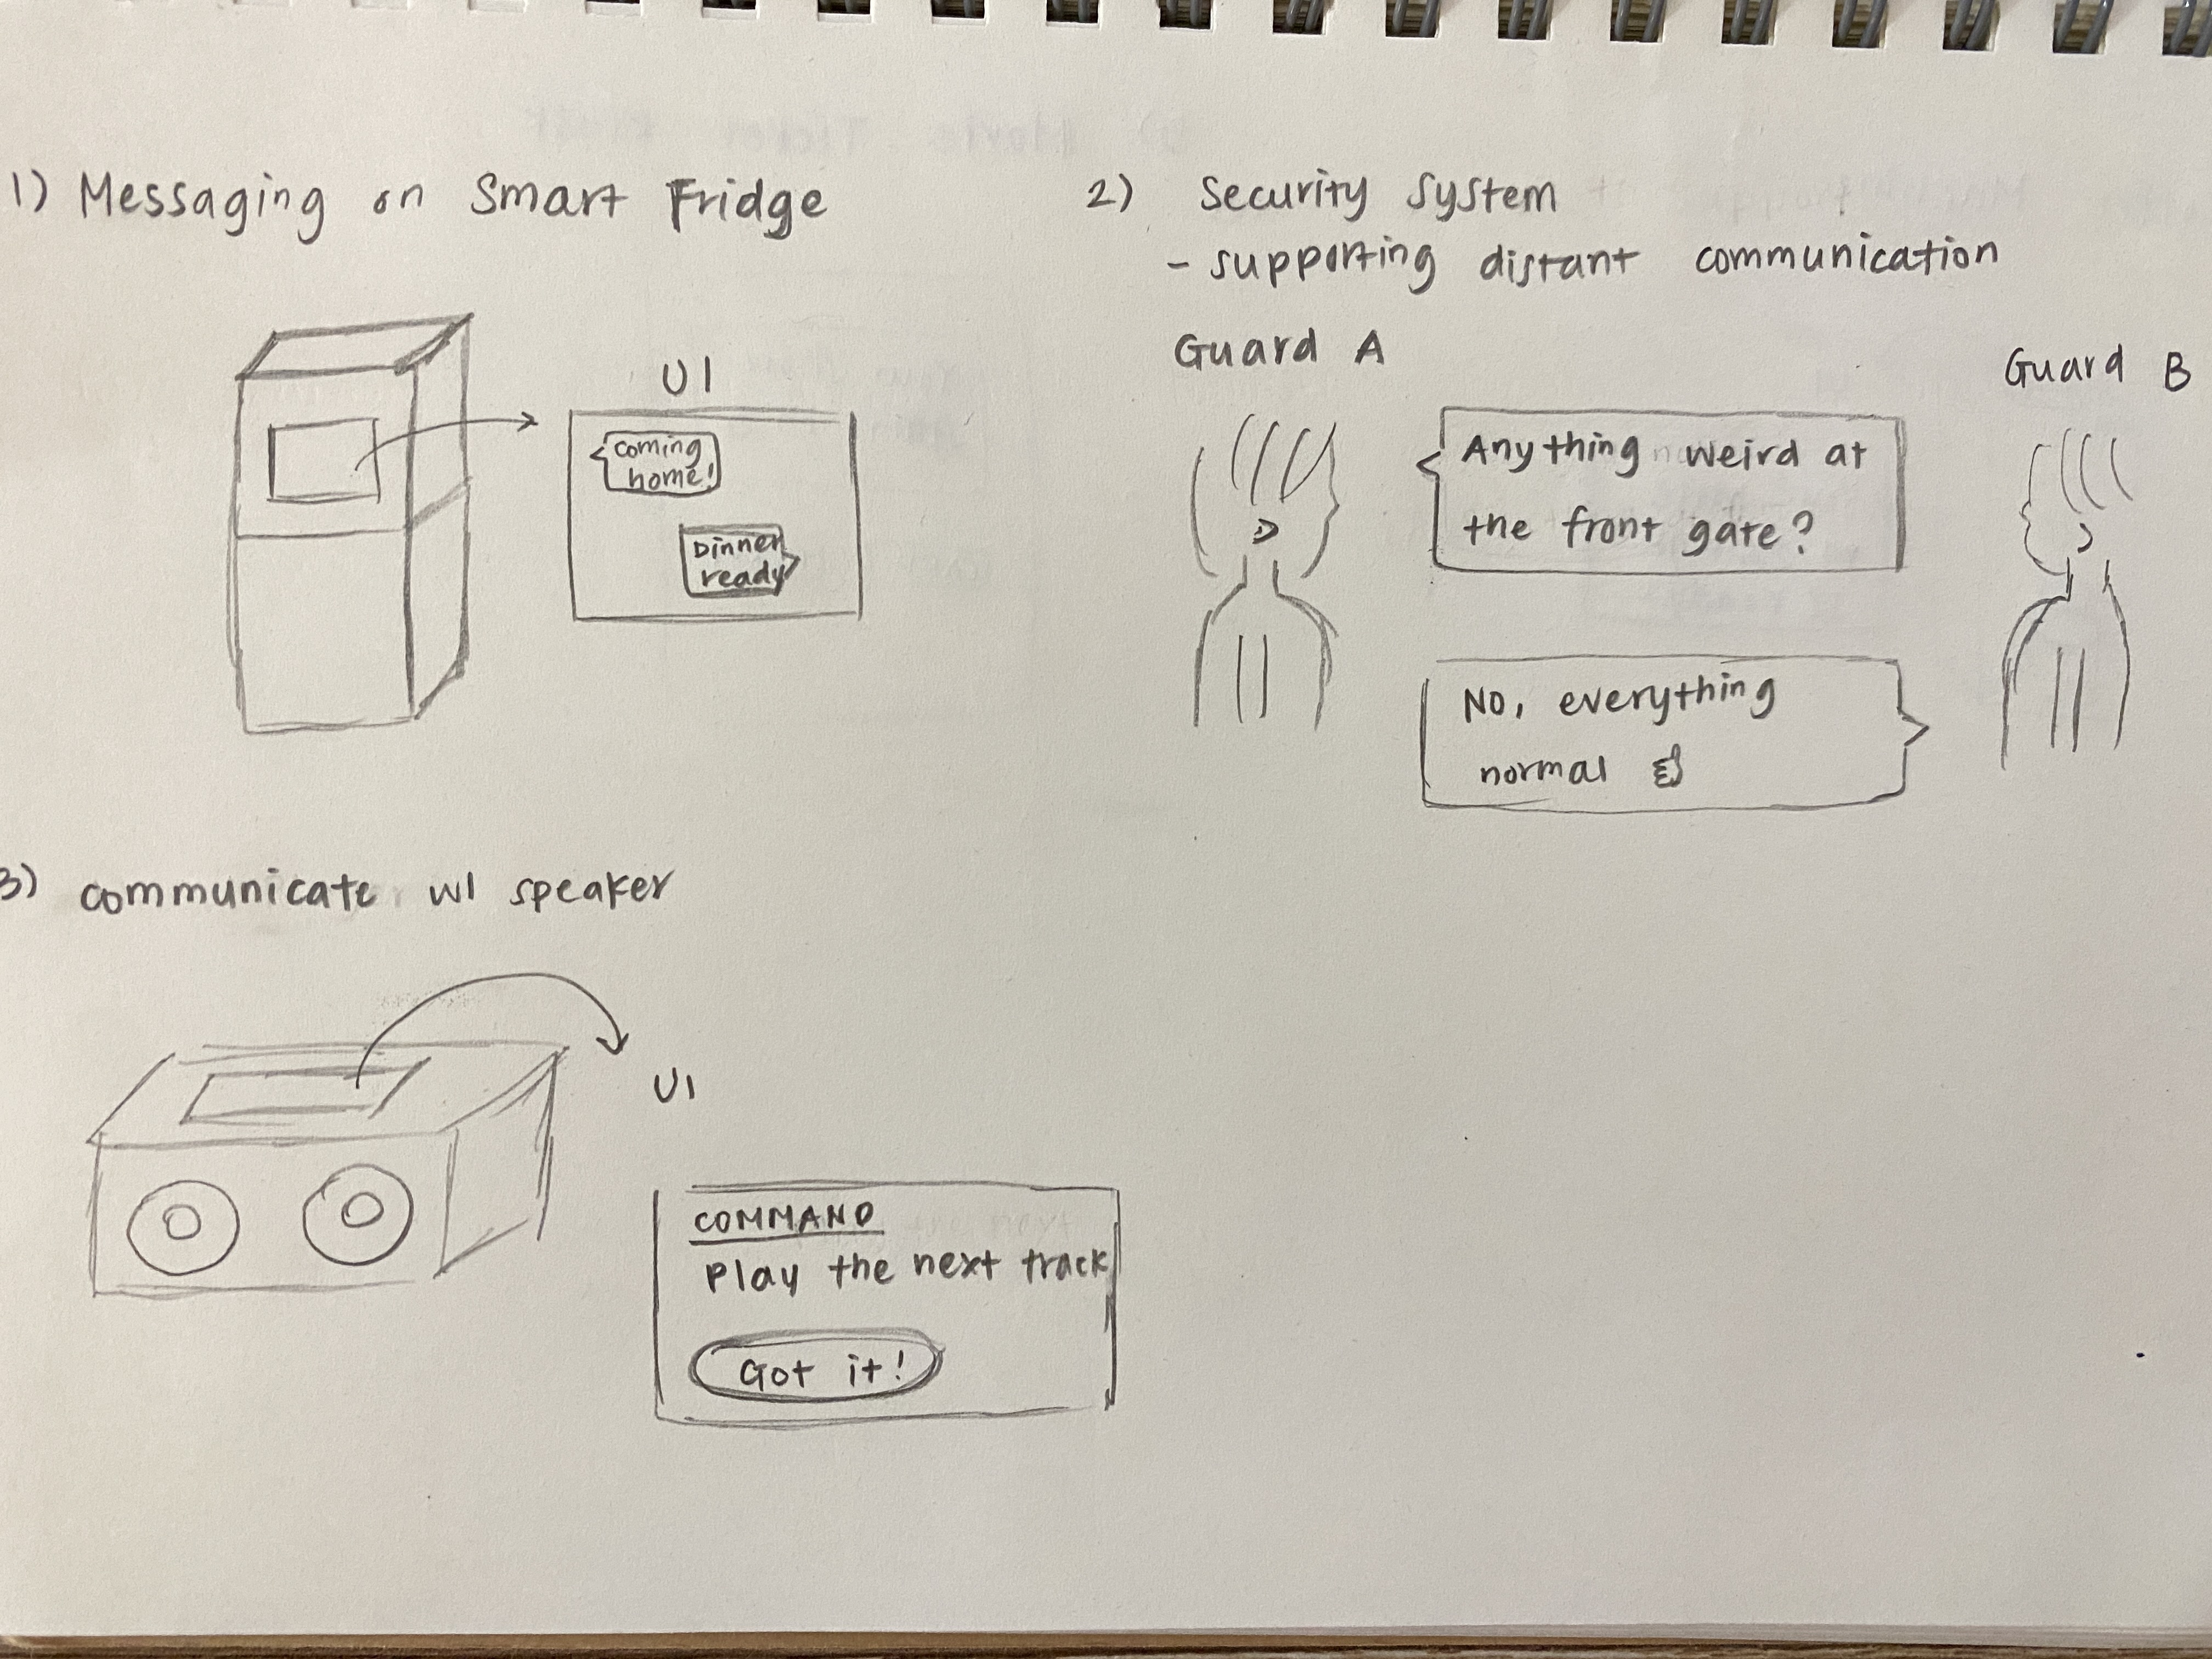 1) Messaging on Smart Fridge
UI
coming
home!
Dinner
ready
2) Security System
- supporting distant communication
Guard A
Guard B
Anything weird at
the front gate?
No, everything
normal
3) communicate w/ speaker
UI
COMMAND
Play the next track
Got it!